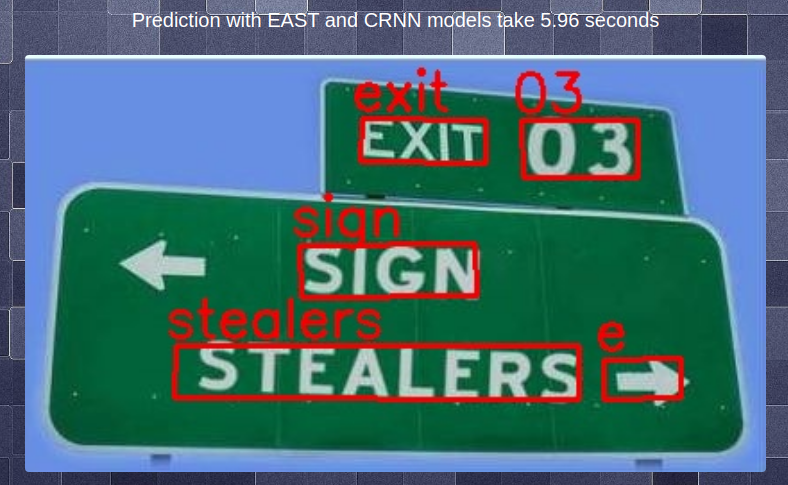 Prediction with EAST and CRNN models take 5.96 seconds
exit 03
EXIT 03
sign
SIGN
stealers e
STEALERS